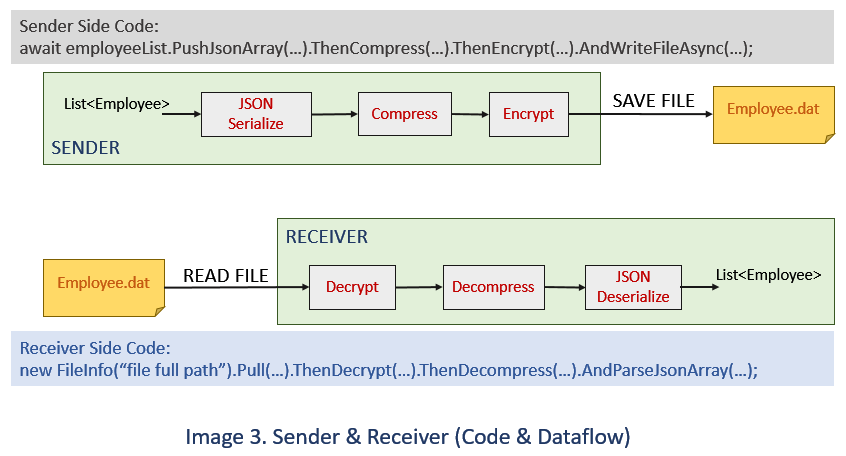 Sender Side Code:
await employeeList.PushJsonArray(…).ThenCompress(…).ThenEncrypt(…).AndWriteFileAsync(…);
List<Employee>
JSON
Serialize
Compress
Encrypt
SAVE FILE
Employee.dat
SENDER
RECEIVER
Employee.dat
READ FILE
Decrypt
Decompress
JSON
Deserialize
List<Employee>
Receiver Side Code:
new FileInfo(“file full path”).Pull(…).ThenDecrypt(…).ThenDecompress(…).AndParseJsonArray(…);
Image 3. Sender & Receiver (Code & Dataflow)